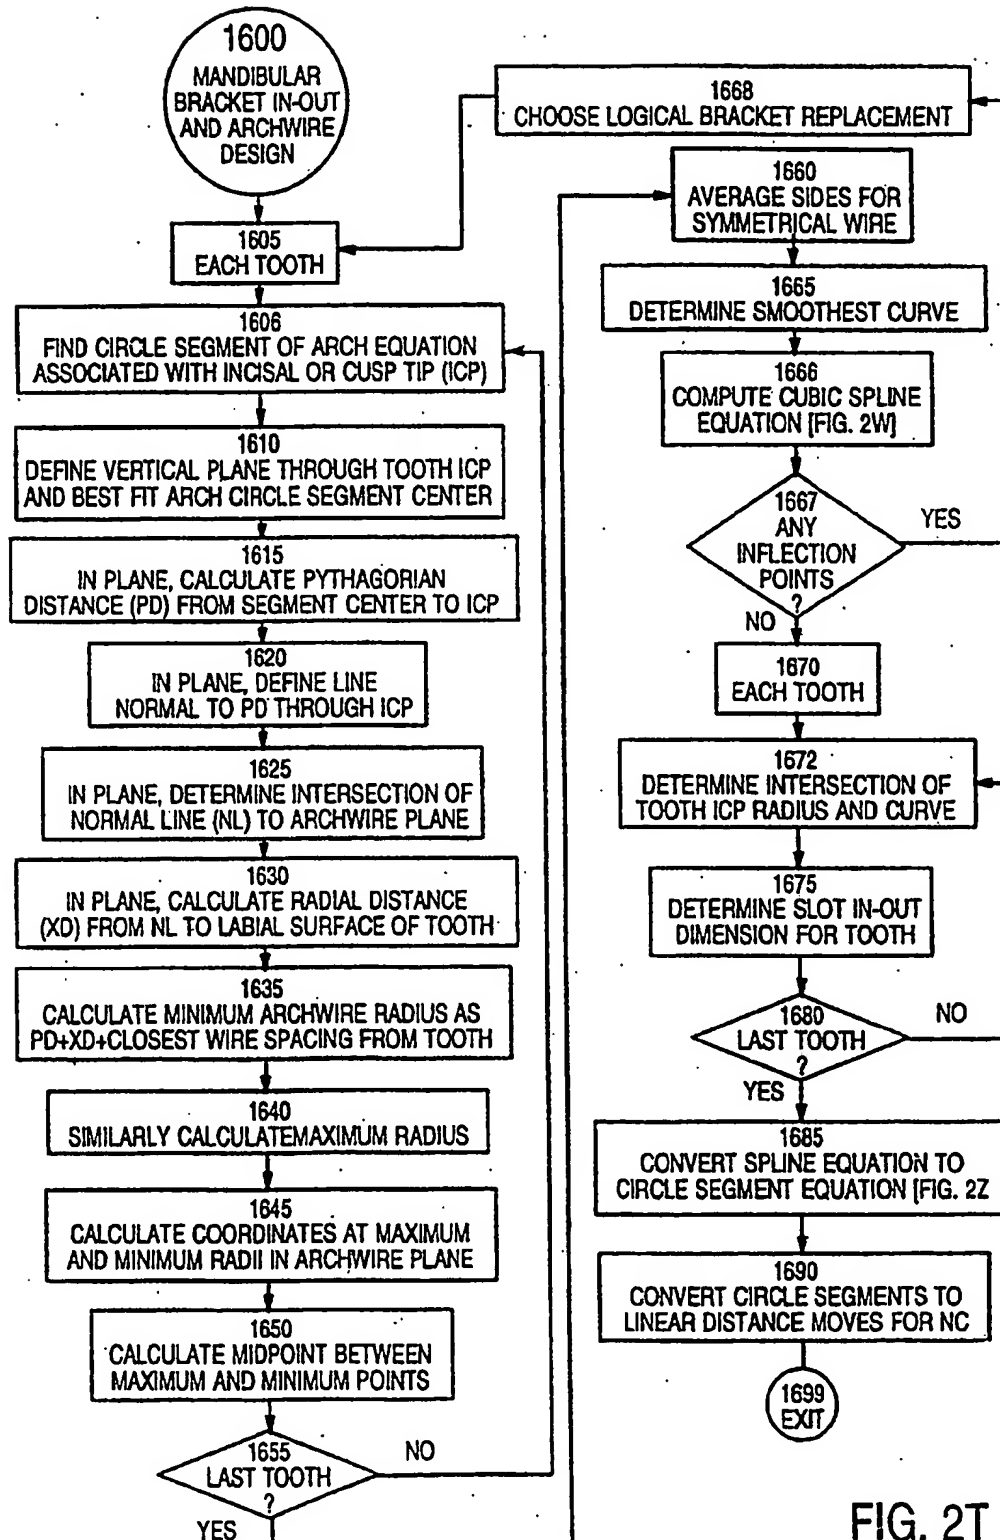 1600
MANDIBULAR
BRACKET IN-OUT
AND ARCHWIRE
DESIGN
1605
EACH TOOTH
1606
FIND CIRCLE SEGMENT OF ARCH EQUATION
ASSOCIATED WITH INCISAL OR CUSP TIP (ICP)
1610
DEFINE VERTICAL PLANE THROUGH TOOTH ICP
AND BEST FIT ARCH CIRCLE SEGMENT CENTER
1615
IN PLANE, CALCULATE PYTHAGORIAN
DISTANCE (PD) FROM SEGMENT CENTER TO ICP
1620
IN PLANE, DEFINE LINE
NORMAL TO PD THROUGH ICP
1625
IN PLANE, DETERMINE INTERSECTION OF
NORMAL LINE (NL) TO ARCHWIRE PLANE
1630
IN PLANE, CALCULATE RADIAL DISTANCE
(XD) FROM NL TO LABIAL SURFACE OF TOOTH
1635
CALCULATE MINIMUM ARCHWIRE RADIUS AS
PD+XD+CLOSEST WIRE SPACING FROM TOOTH
1640
SIMILARLY CALCULATEMAXIMUM RADIUS
1645
CALCULATE COORDINATES AT MAXIMUM
AND MINIMUM RADII IN ARCHWIRE PLANE
1650
CALCULATE MIDPOINT BETWEEN
MAXIMUM AND MINIMUM POINTS
1655
LAST TOOTH
?
NO
YES
1668
CHOOSE LOGICAL BRACKET REPLACEMENT
1660
AVERAGE SIDES FOR
SYMMETRICAL WIRE
1665
DETERMINE SMOOTHEST CURVE
1666
COMPUTE CUBIC SPLINE
EQUATION [FIG. 2W]
1667
ANY
INFLECTION
POINTS
?
YES
NO
1670
EACH TOOTH
1672
DETERMINE INTERSECTION OF
TOOTH ICP RADIUS AND CURVE
1675
DETERMINE SLOT IN-OUT
DIMENSION FOR TOOTH
1680
LAST TOOTH
?
NO
YES
1685
CONVERT SPLINE EQUATION TO
CIRCLE SEGMENT EQUATION [FIG. 2Z
1690
CONVERT CIRCLE SEGMENTS TO
LINEAR DISTANCE MOVES FOR NC
1699
EXIT
FIG. 2T